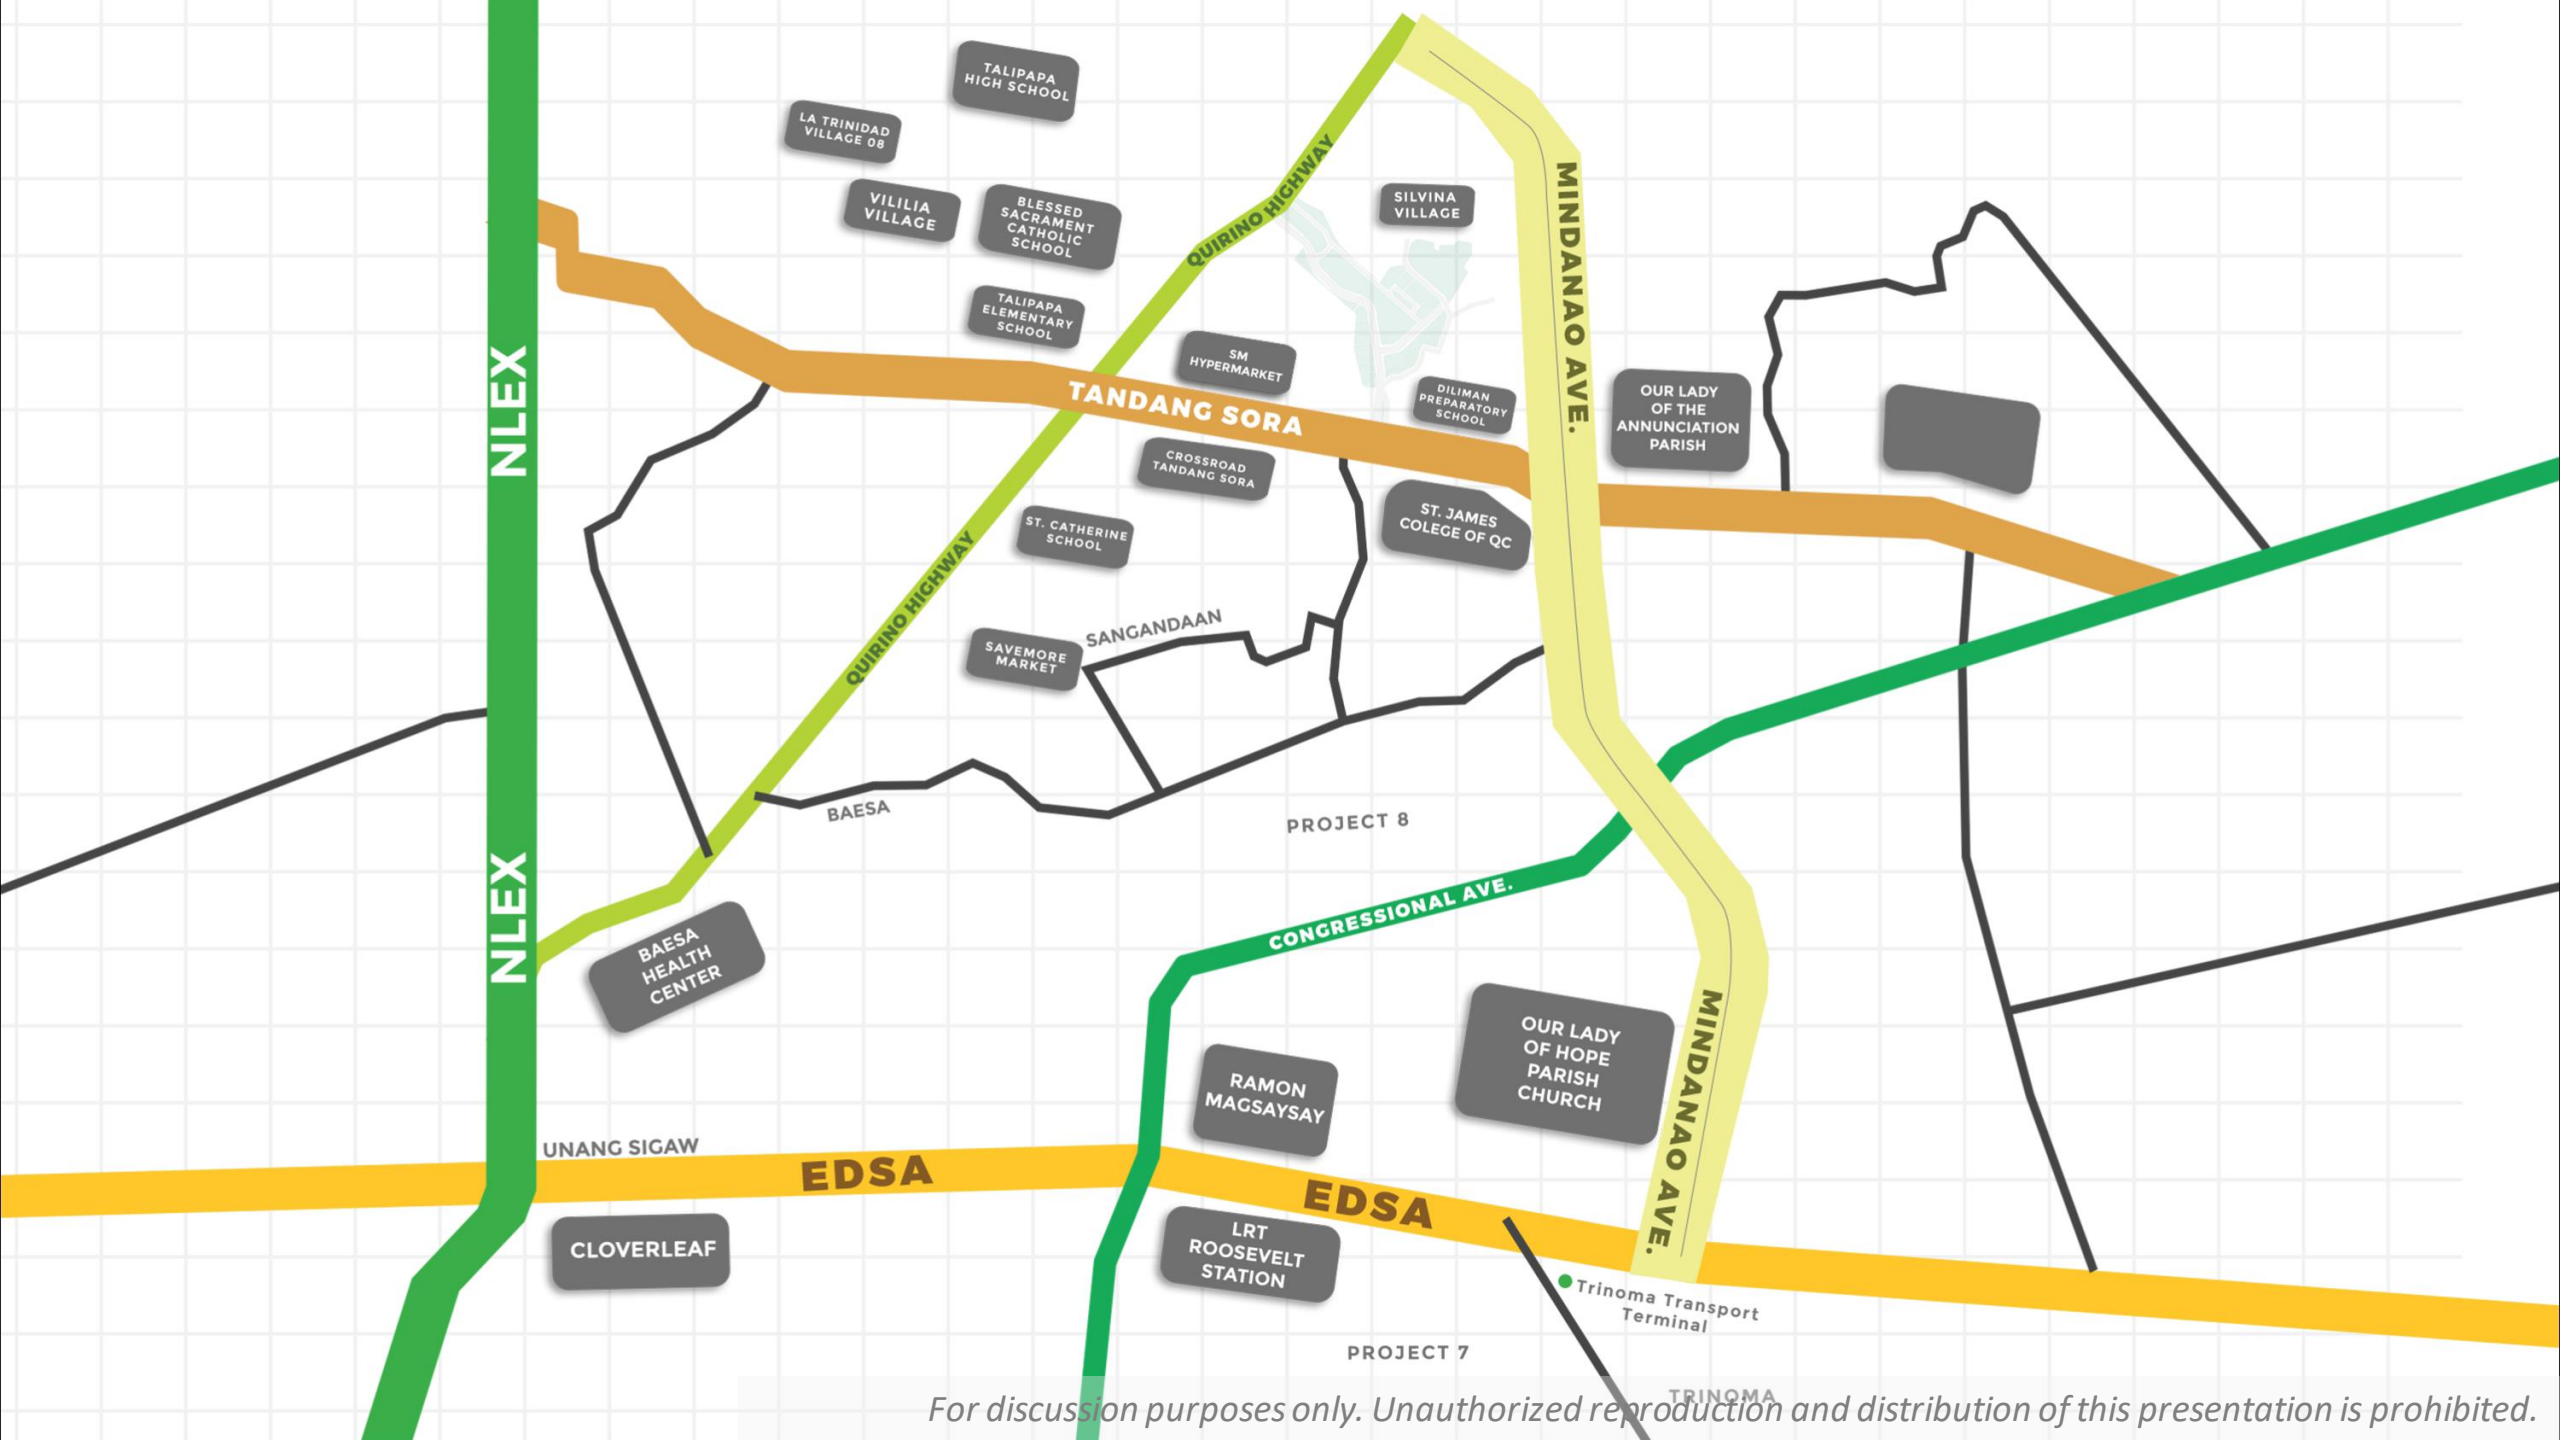 TALIPAPA
HIGH SCHOOL
LA TRINIDAD
VILLAGE 08
VILILIA
VILLAGE
BLESSED
SACRAMENT
CATHOLIC
SCHOOL
QUIRINO HIGHWAY
SILVINA
VILLAGE
MINDANAO AVE.
TALIPAPA
ELEMENTARY
SCHOOL
SM
HYPERMARKET
NLEX
TANDANG SORA
DILIMAN
PREPARATORY
SCHOOL
OUR LADY
OF THE
ANNUNCIATION
PARISH
CROSSROAD
TANDANG SORA
ST. JAMES
COLEGE OF QC
ST. CATHERINE
SCHOOL
QUIRINO HIGHWAY
SANGANDAAN
SAVEMORE
MARKET
BAESA
PROJECT 8
NLEX
CONGRESSIONAL AVE.
BAESA
HEALTH
CENTER
OUR LADY
OF HOPE
PARISH
CHURCH
MINDANAO AVE.
RAMON
MAGSAYSAY
UNANG SIGAW
EDSA
EDSA
CLOVERLEAF
LRT
ROOSEVELT
STATION
Trinoma Transport
Terminal
PROJECT 7
TRINOMA
For discussion purposes only. Unauthorized reproduction and distribution of this presentation is prohibited.